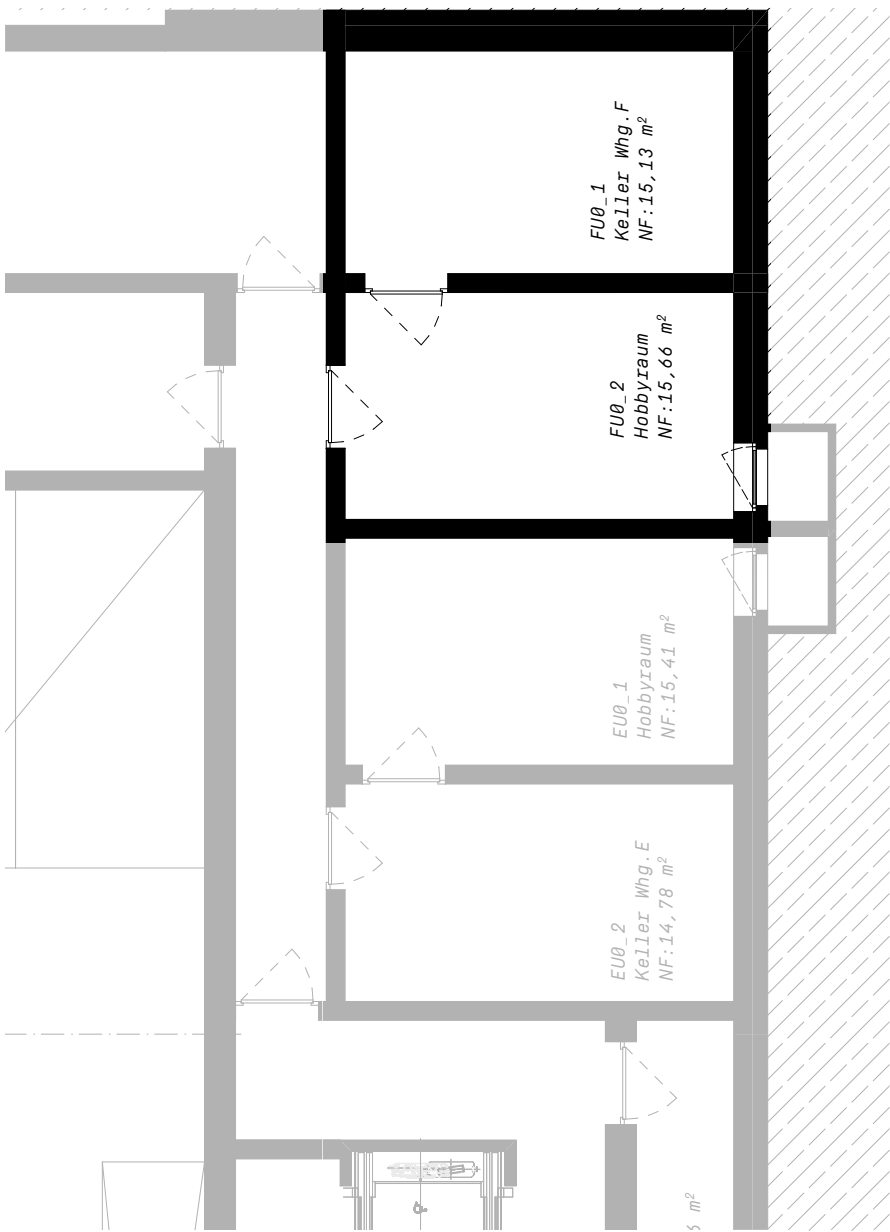 FU0_1
Keller Whg.F
NF:15,13 m²
FU0_2
Hobbyraum
NF:15,66 m²
EU0_1
Hobbyraum
NF:15,41 m²
EU0_2
Keller Whg.E
NF:14,78 m²
m²